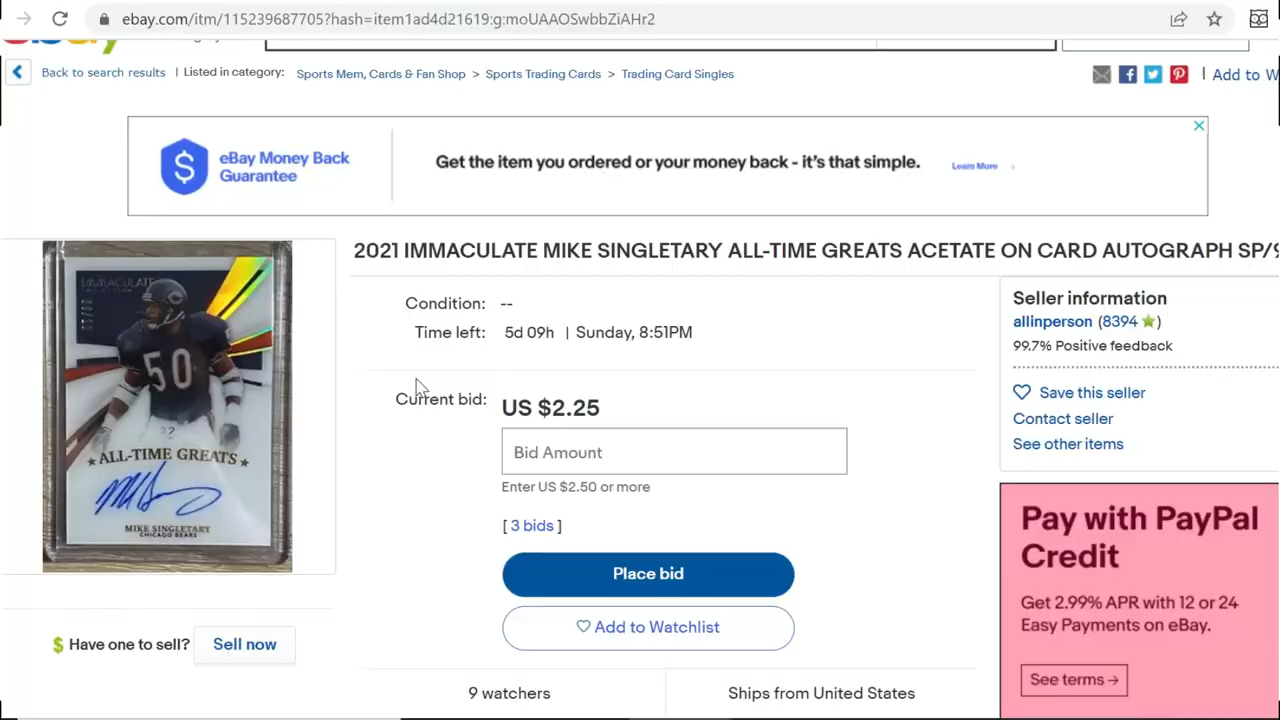 ebay.com/itm/115239687705?hash=item1ad4d21619:g:moUAAOSwbbZiAHr2
Back to search results | Listed in category: Sports Mem, Cards & Fan Shop > Sports Trading Cards > Trading Card Singles | Add to W
eBay Money Back
Guarantee
Get the item you ordered or your money back - it's that simple. Learn More
2021 IMMACULATE MIKE SINGLETARY ALL-TIME GREATS ACETATE ON CARD AUTOGRAPH SP/9
IMMACULATE
50
ALL-TIME GREATS
MIKE SINGLETARY
CHICAGO BEARS
Condition: --
Time left: 5d 09h | Sunday, 8:51PM
Current bid: US $2.25
Bid Amount
Enter US $2.50 or more
[ 3 bids ]
Place bid
Add to Watchlist
9 watchers
Ships from United States
Have one to sell? Sell now
Seller information
allinperson (8394)
99.7% Positive feedback
Save this seller
Contact seller
See other items
Pay with PayPal
Credit
Get 2.99% APR with 12 or 24
Easy Payments on eBay.
See terms →